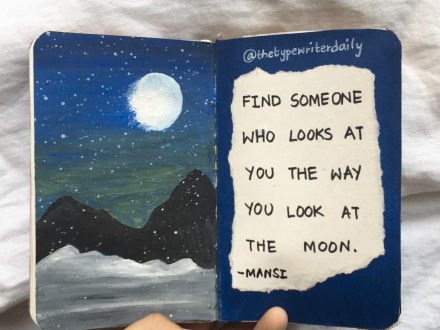 @thetypewriterdaily
FIND SOMEONE
WHO LOOKS AT
YOU THE WAY
YOU LOOK AT
THE MOON.
-MANSI